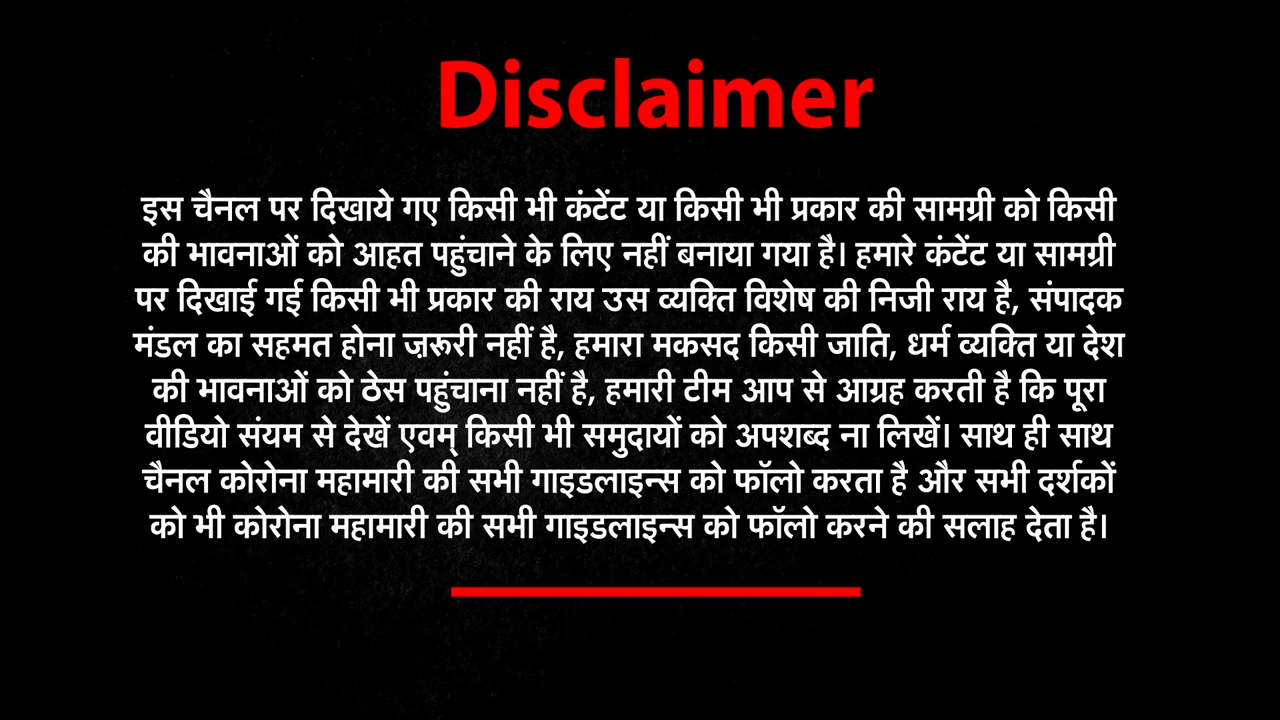 Disclaimer
इस चैनल पर दिखाये गए किसी भी कंटेंट या किसी भी प्रकार की सामग्री को किसी
की भावनाओं को आहत पहुंचाने के लिए नहीं बनाया गया है। हमारे कंटेंट या सामग्री
पर दिखाई गई किसी भी प्रकार की राय उस व्यक्ति विशेष की निजी राय है, संपादक
मंडल का सहमत होना ज़रूरी नहीं है, हमारा मकसद किसी जाति, धर्म व्यक्ति या देश
की भावनाओं को ठेस पहुंचाना नहीं है, हमारी टीम आप से आग्रह करती है कि पूरा
वीडियो संयम से देखें एवम् किसी भी समुदायों को अपशब्द ना लिखें। साथ ही साथ
चैनल कोरोना महामारी की सभी गाइडलाइन्स को फॉलो करता है और सभी दर्शकों
को भी कोरोना महामारी की सभी गाइडलाइन्स को फॉलो करने की सलाह देता है।